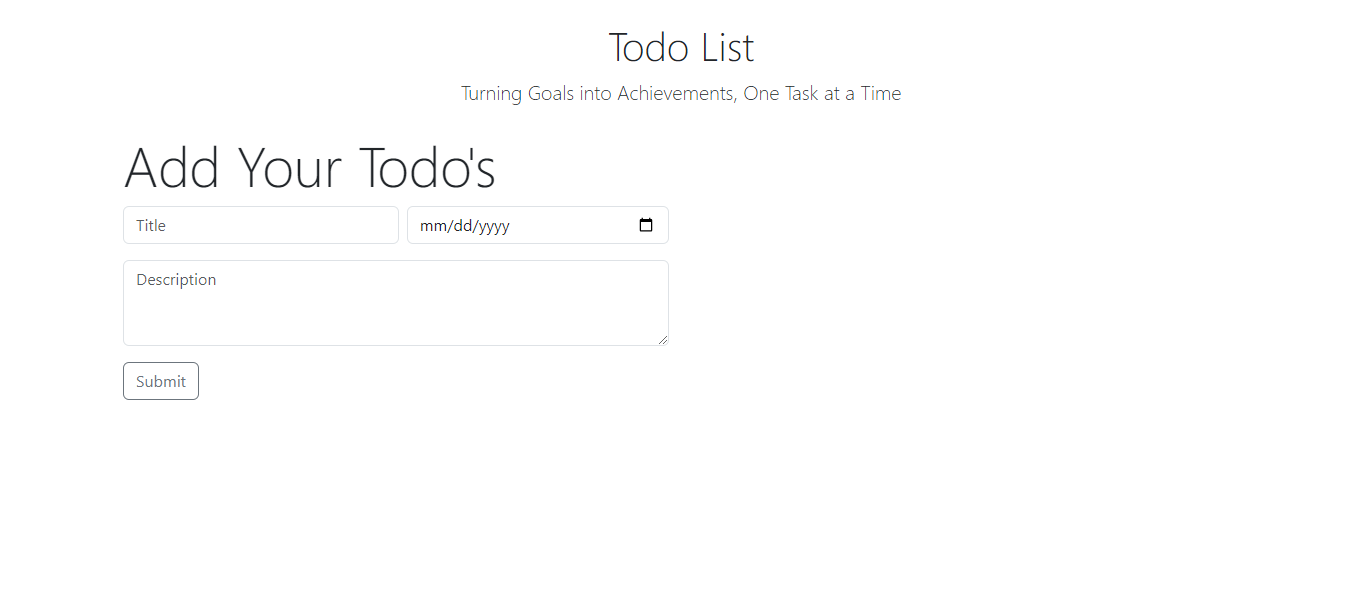 Todo List
Turning Goals into Achievements, One Task at a Time
Add Your Todo's
Title
mm/dd/yyyy
Description
Submit